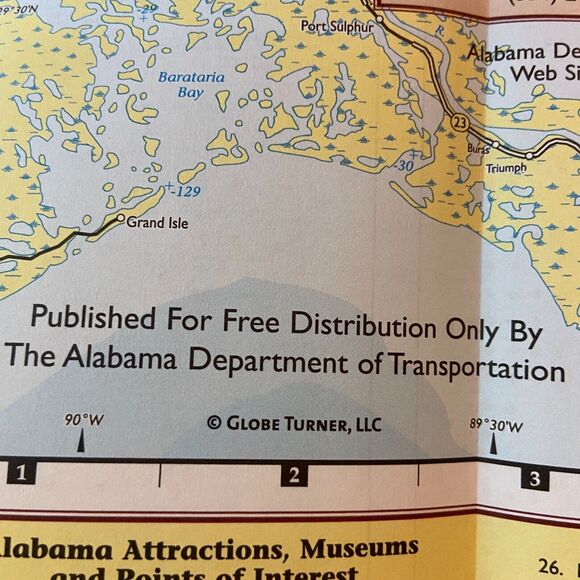 29°30'N
-29
Port Sulphur
R.
Alabama De
Web Si
Barataria
Bay
23
Buras
Triumph
-30
-129
Grand Isle
Published For Free Distribution Only By
The Alabama Department of Transportation
90°W
© GLOBE TURNER, LLC
89°30'W
1
2
3
labama Attractions, Museums
and Points of Interest
26.